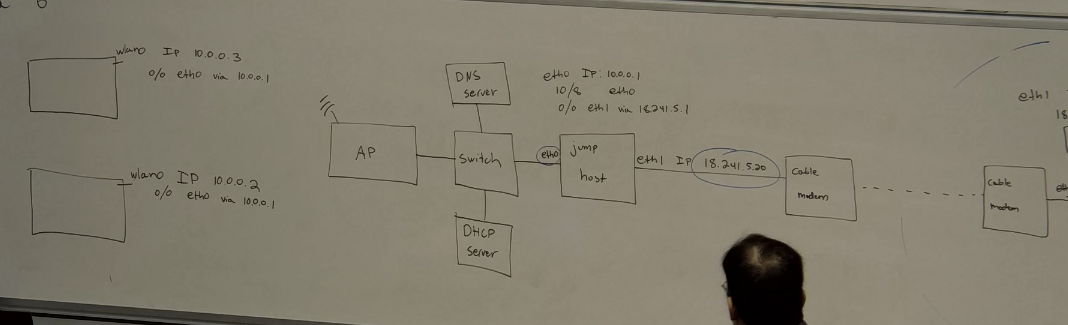 wlan0 IP 10.0.0.3
0/0 eth0 via 10.0.0.1
wlan0 IP 10.0.0.2
0/0 eth0 via 10.0.0.1
AP
DNS
server
switch
DHCP
server
eth0 IP: 10.0.0.1
10/8 eth0
0/0 eth1 via 18.241.5.1
eth0
jump
host
eth1 IP 18.241.5.20
Cable
modem
Cable
modem
eth1
18